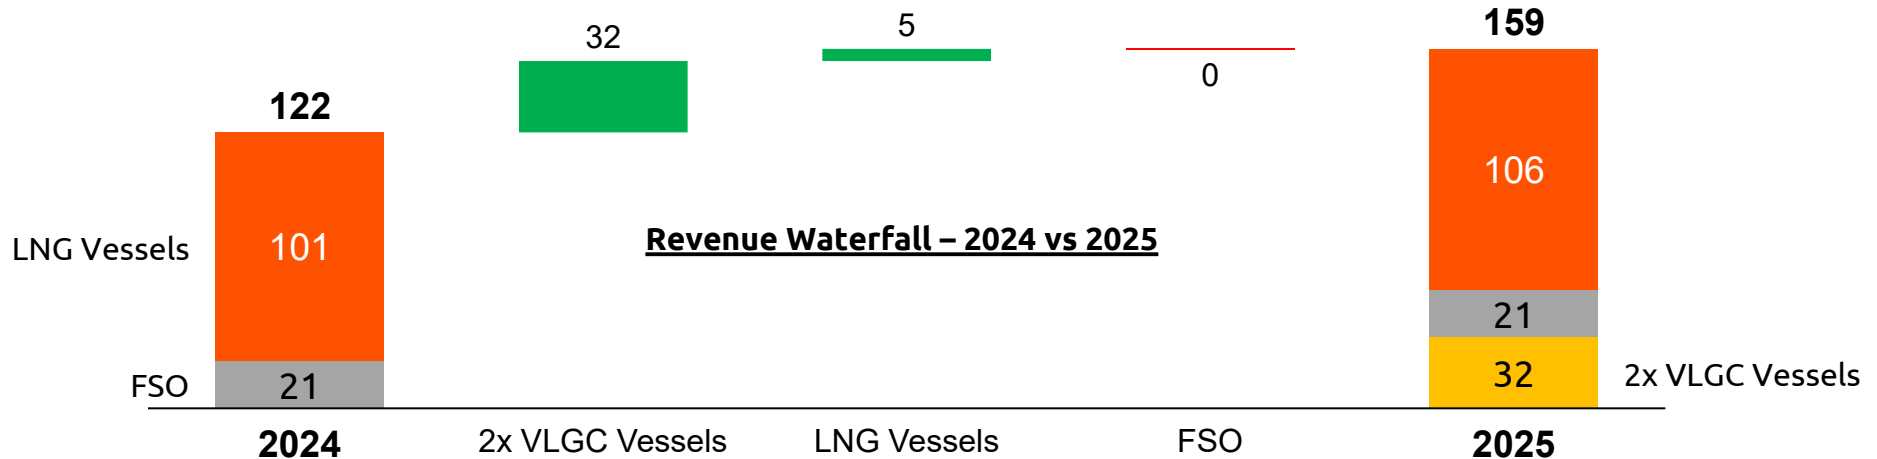 32
5
159
122
0
106
LNG Vessels
101
Revenue Waterfall – 2024 vs 2025
21
FSO
21
32
2x VLGC Vessels
2024
2x VLGC Vessels
LNG Vessels
FSO
2025